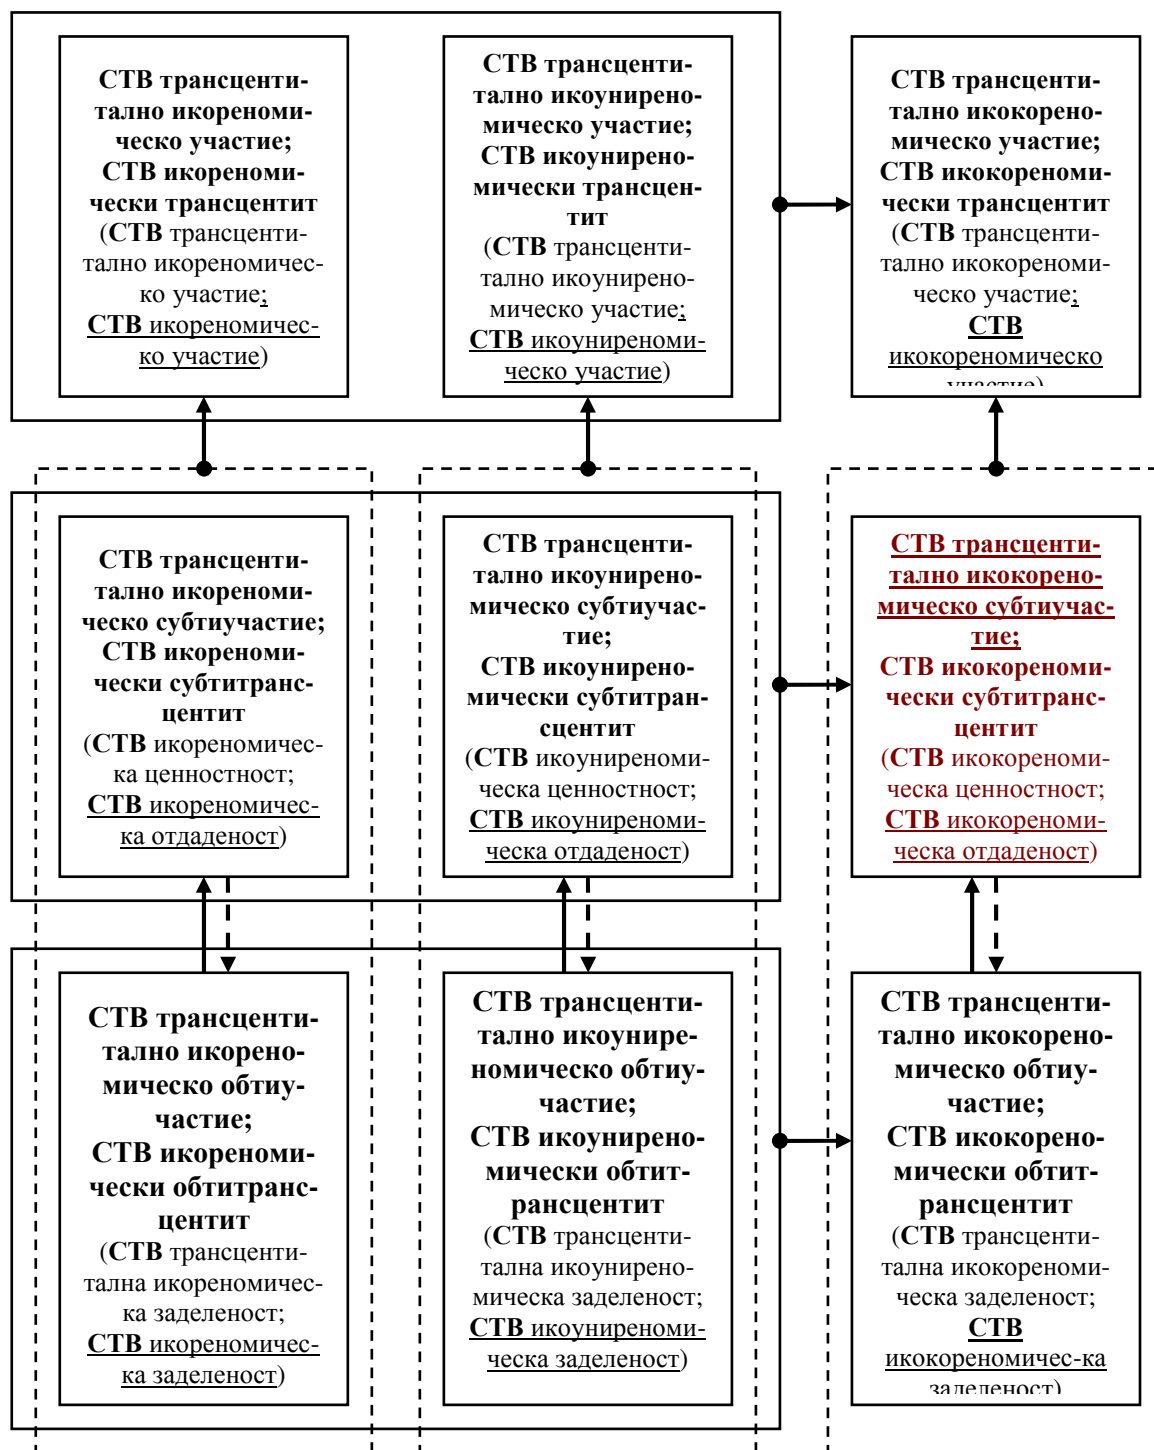 СТВ трансценти-
тално икореноми-
ческо участие;
СТВ икореноми-
чески трансцентит
(СТВ трансценти-
тално икореномичес-
ко участие;
СТВ икореномичес-
ко участие)
СТВ трансценти-
тално икоунирено-
мическо участие;
СТВ икоунирено-
мически трансцен-
тит
(СТВ трансценти-
тално икоунирено-
мическо участие;
СТВ икоуниреноми-
ческо участие)
СТВ трансценти-
тално икокорено-
мическо участие;
СТВ икокореноми-
чески трансцентит
(СТВ трансценти-
тално икокореноми-
ческо участие;
СТВ
икокореномическо
участие)
СТВ трансценти-
тално икореноми-
ческо субтиучастие;
СТВ икореноми-
чески субтитранс-
центит
(СТВ икореномичес-
ка ценностност;
СТВ икореномичес-
ка отдаденост)
СТВ трансценти-
тално икоунирено-
мическо субтиучас-
тие;
СТВ икоунирено-
мически субтитран-
сцентит
(СТВ икоуниреноми-
ческа ценностност;
СТВ икоуниреноми-
ческа отдаденост)
СТВ трансценти-
тално икокорено-
мическо субтиучас-
тие;
СТВ икокореноми-
чески субтитранс-
центит
(СТВ икокореноми-
ческа ценностност;
СТВ икокореноми-
ческа отдаденост)
СТВ трансценти-
тално икорено-
мическо обтиу-
частие;
СТВ икореноми-
чески обтитранс-
центит
(СТВ трансценти-
тална икореномичес-
ка заделеност;
СТВ икореномичес-
ка заделеност)
СТВ трансценти-
тално икоунире-
номическо обтиу-
частие;
СТВ икоунирено-
мически обтит-
рансцентит
(СТВ трансценти-
тална икоунирено-
мическа заделеност;
СТВ икоуниреноми-
ческа заделеност)
СТВ трансценти-
тално икокорено-
мическо обтиу-
частие;
СТВ икокорено-
мически обтит-
рансцентит
(СТВ трансценти-
тална икокореноми-
ческа заделеност;
СТВ
икокореномичес-ка
заделеност)